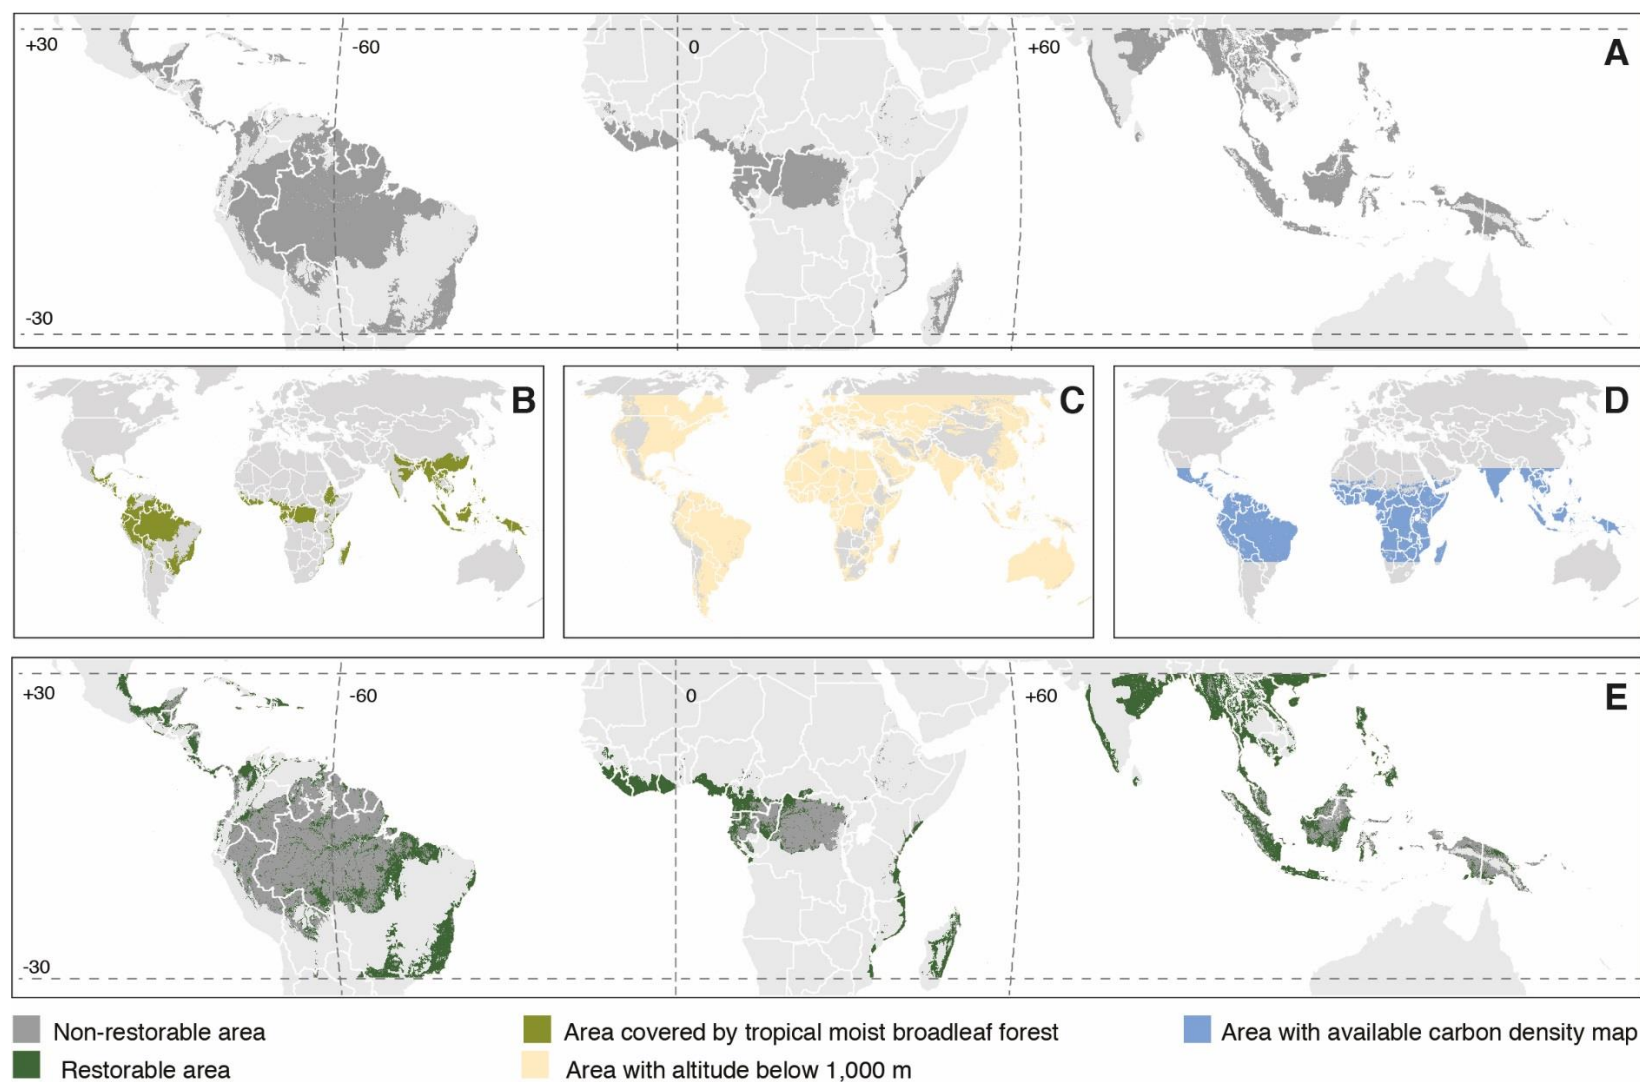 +30
-60
0
+60
A
-30
B
C
D
+30
-60
0
+60
E
-30
Non-restorable area
Area covered by tropical moist broadleaf forest
Area with available carbon density map
Restorable area
Area with altitude below 1,000 m